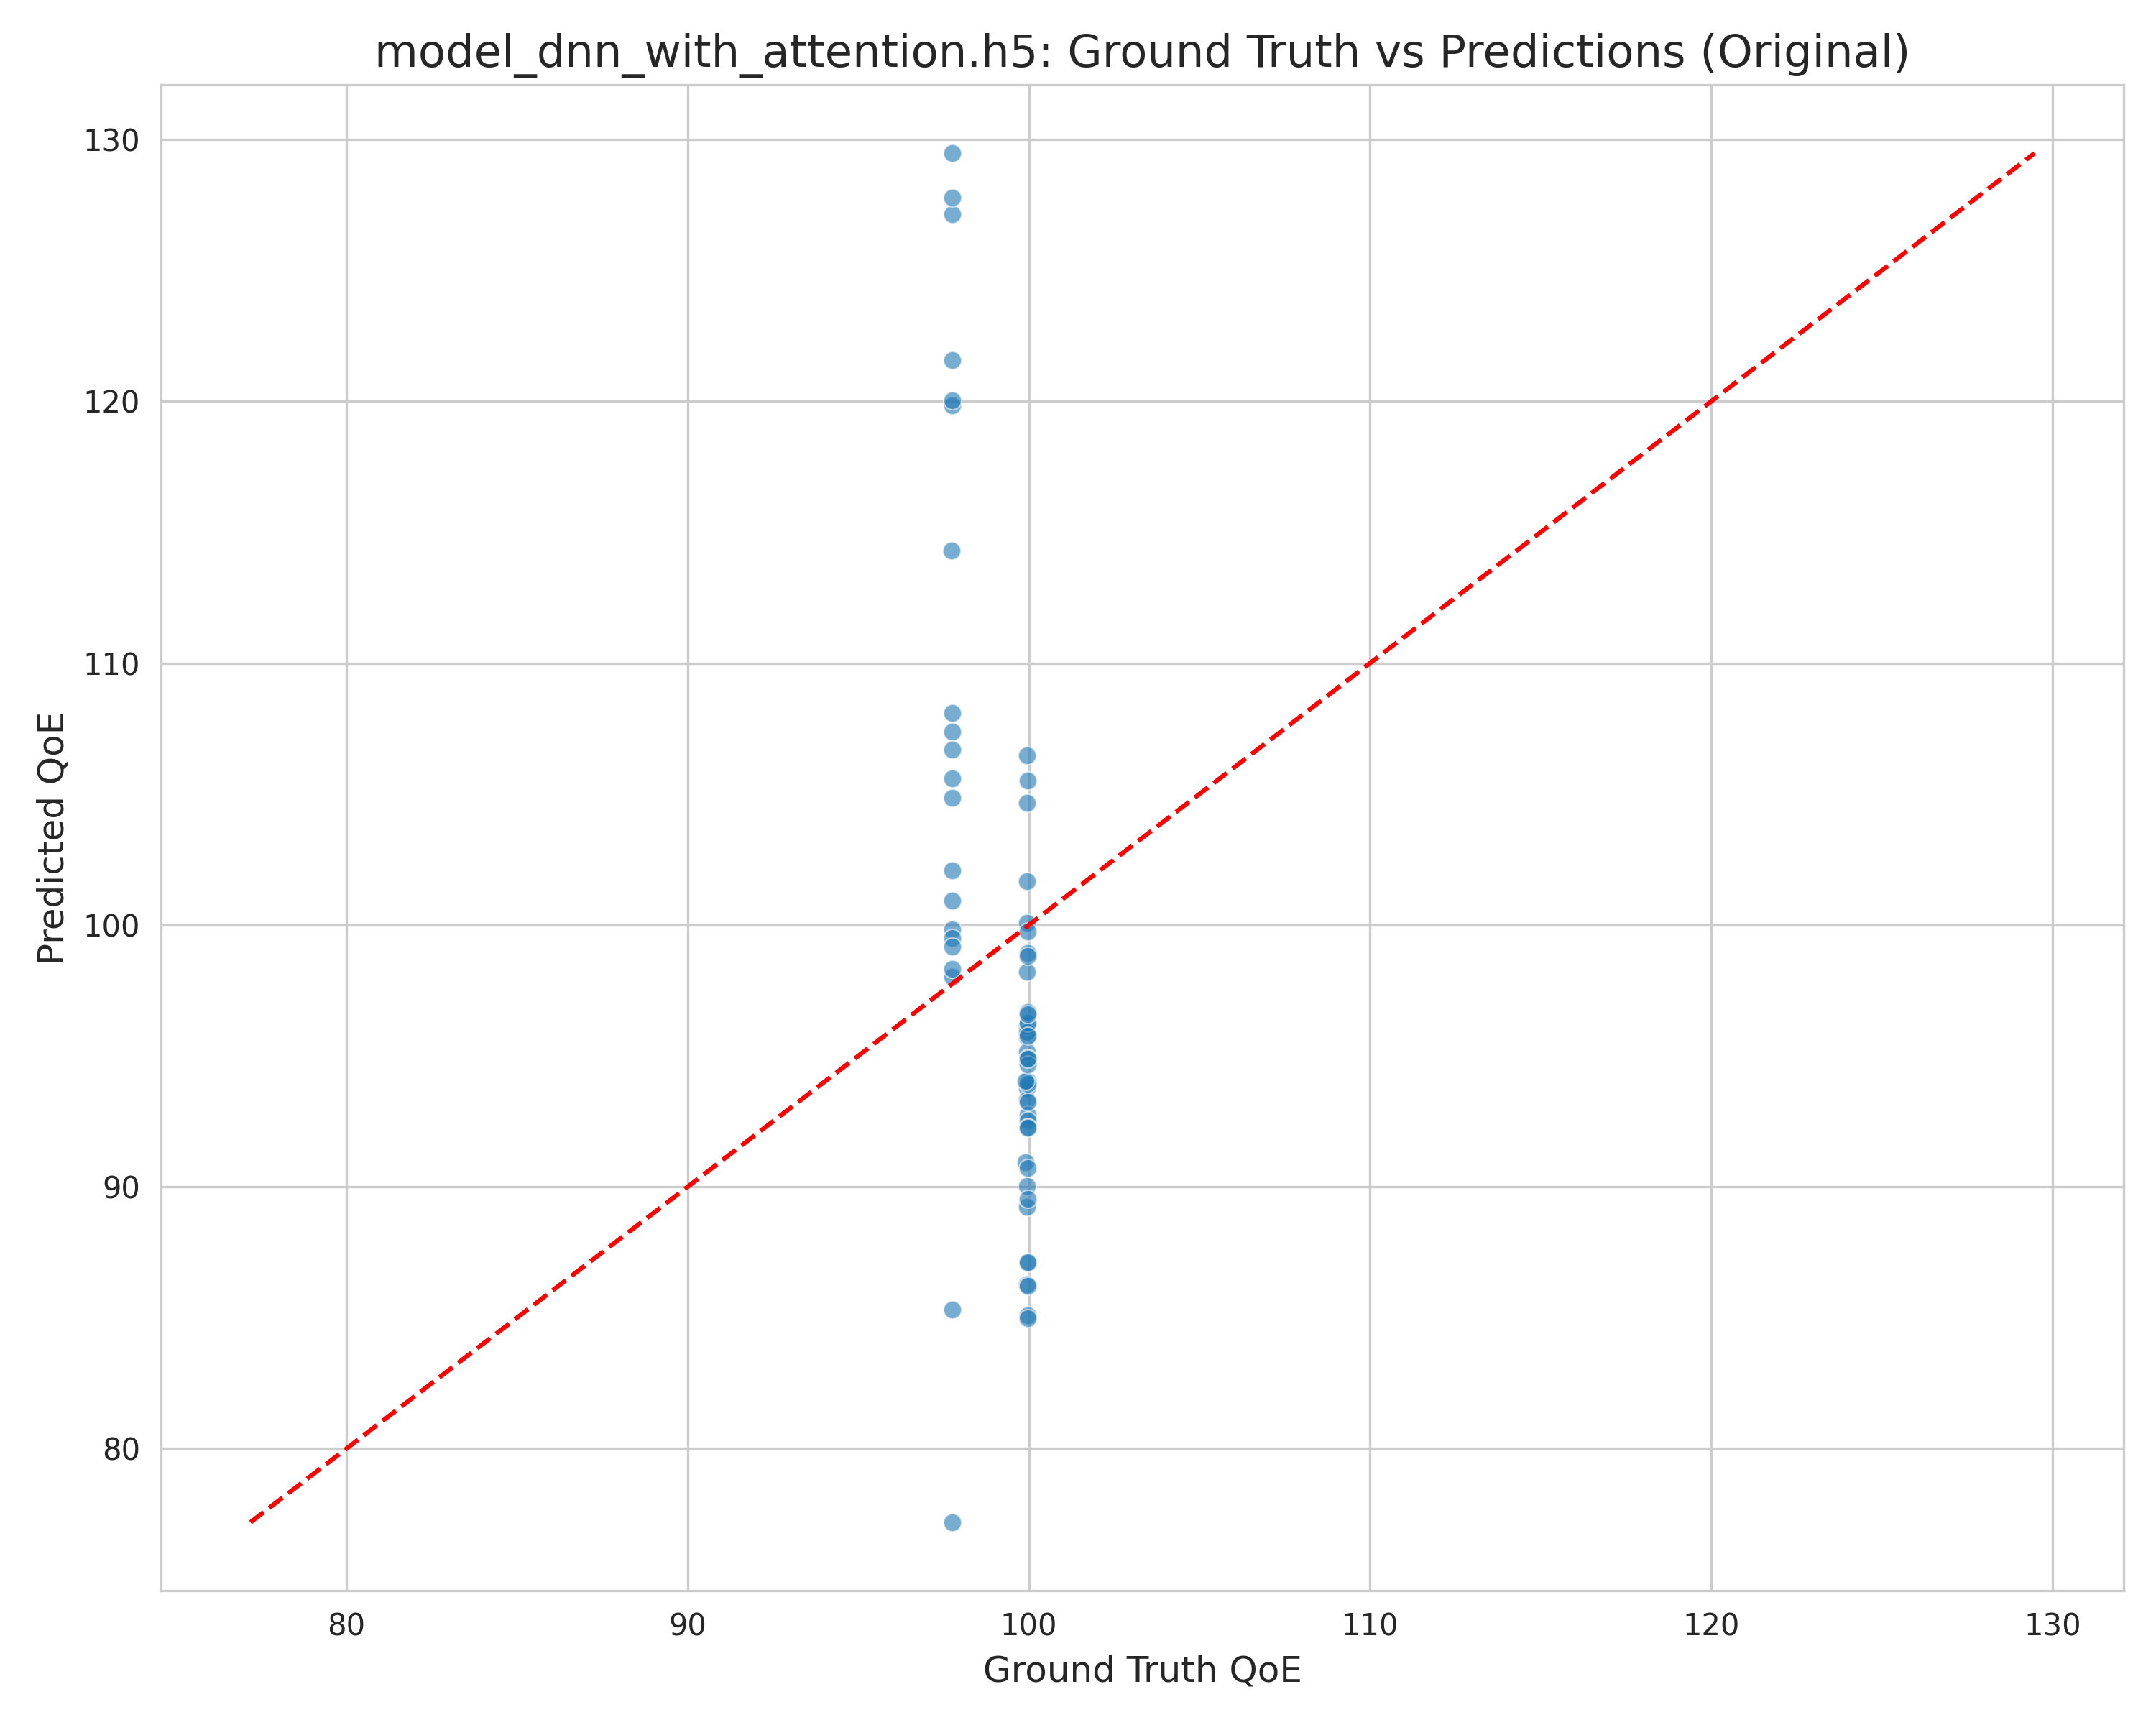 model_dnn_with_attention.h5: Ground Truth vs Predictions (Original)
130
120
110
100
90
80
Predicted QoE
80 90 100 110 120 130
Ground Truth QoE